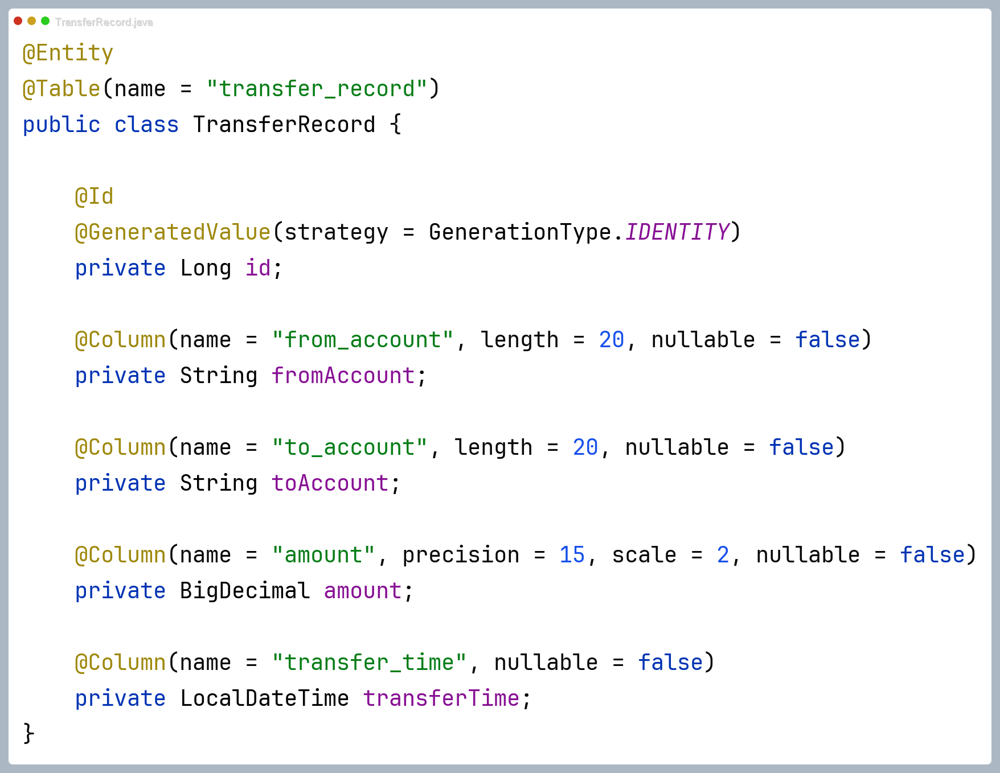 TransferRecord.java
@Entity
@Table(name = "transfer_record")
public class TransferRecord {
@Id
@GeneratedValue(strategy = GenerationType.IDENTITY)
private Long id;
@Column(name = "from_account", length = 20, nullable = false)
private String fromAccount;
@Column(name = "to_account", length = 20, nullable = false)
private String toAccount;
@Column(name = "amount", precision = 15, scale = 2, nullable = false)
private BigDecimal amount;
@Column(name = "transfer_time", nullable = false)
private LocalDateTime transferTime;
}